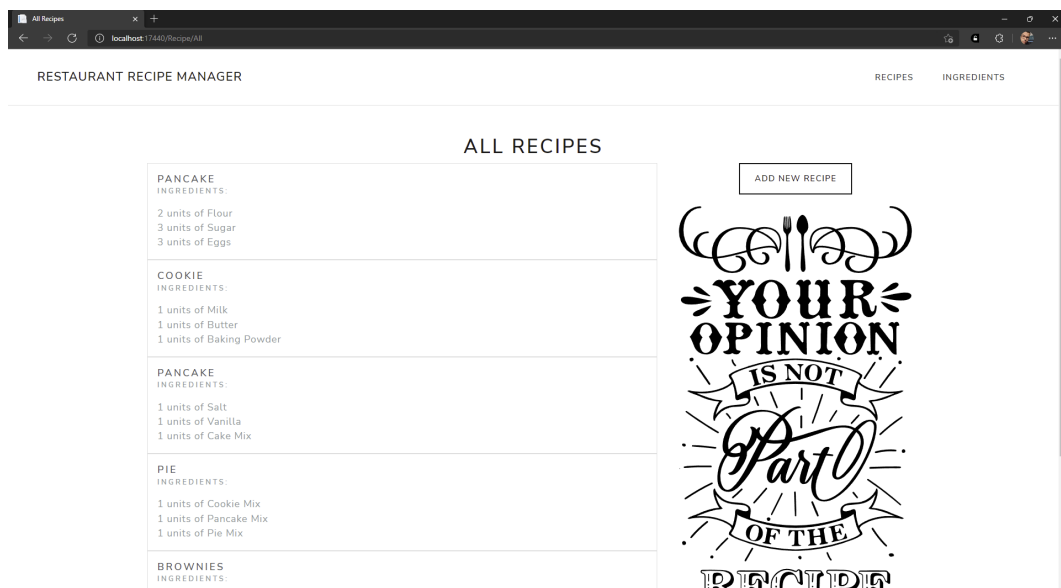 All Recipes
localhost:17440/Recipe/All
RESTAURANT RECIPE MANAGER
RECIPES
INGREDIENTS
ALL RECIPES
PANCAKE
INGREDIENTS:
2 units of Flour
3 units of Sugar
3 units of Eggs
COOKIE
INGREDIENTS:
1 units of Milk
1 units of Butter
1 units of Baking Powder
PANCAKE
INGREDIENTS:
1 units of Salt
1 units of Vanilla
1 units of Cake Mix
PIE
INGREDIENTS:
1 units of Cookie Mix
1 units of Pancake Mix
1 units of Pie Mix
BROWNIES
INGREDIENTS:
ADD NEW RECIPE
YOUR
OPINION
IS NOT
Part
OF THE
RECIPE